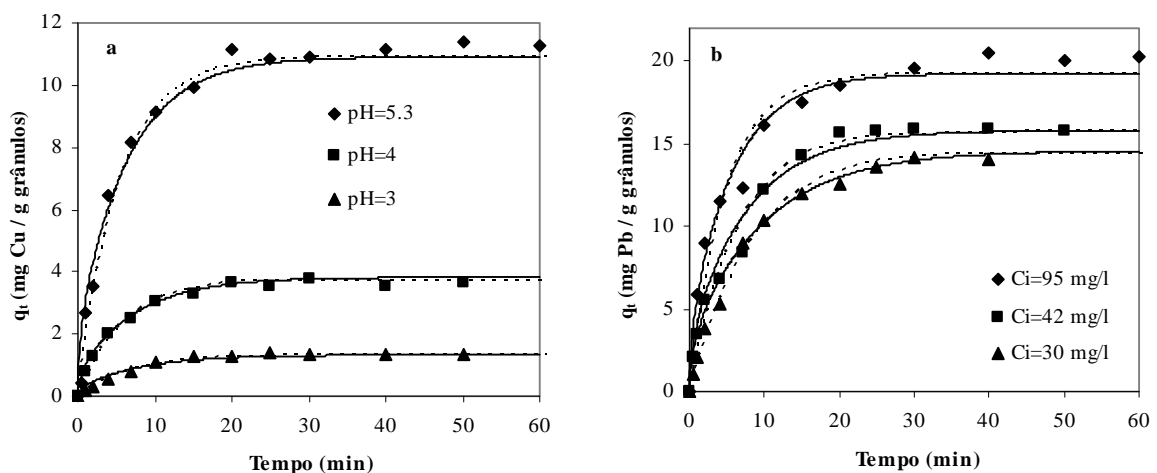 a
12
10
8
6
4
2
0
0 10 20 30 40 50 60
qt (mg Cu / g grânulos)
Tempo (min)
pH=5.3
pH=4
pH=3
b
20
15
10
5
0
0 10 20 30 40 50 60
qt (mg Pb / g grânulos)
Tempo (min)
Ci=95 mg/l
Ci=42 mg/l
Ci=30 mg/l